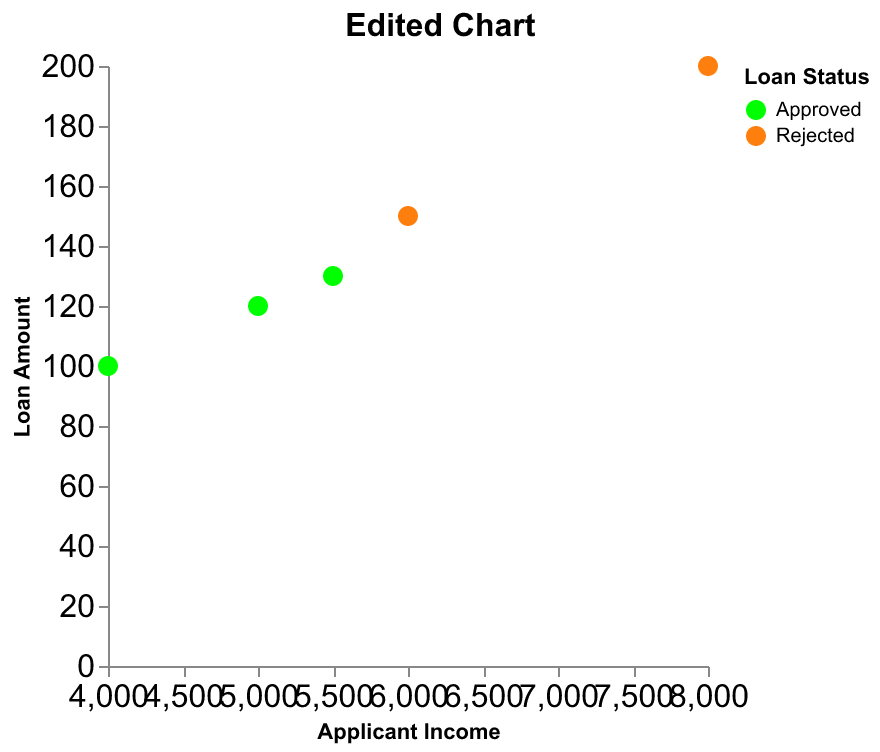 Edited Chart
200
180
160
140
120
100
80
60
40
20
0
Loan Amount
4,000 4,500 5,000 5,500 6,000 6,500 7,000 7,500 8,000
Applicant Income
Loan Status
Approved
Rejected